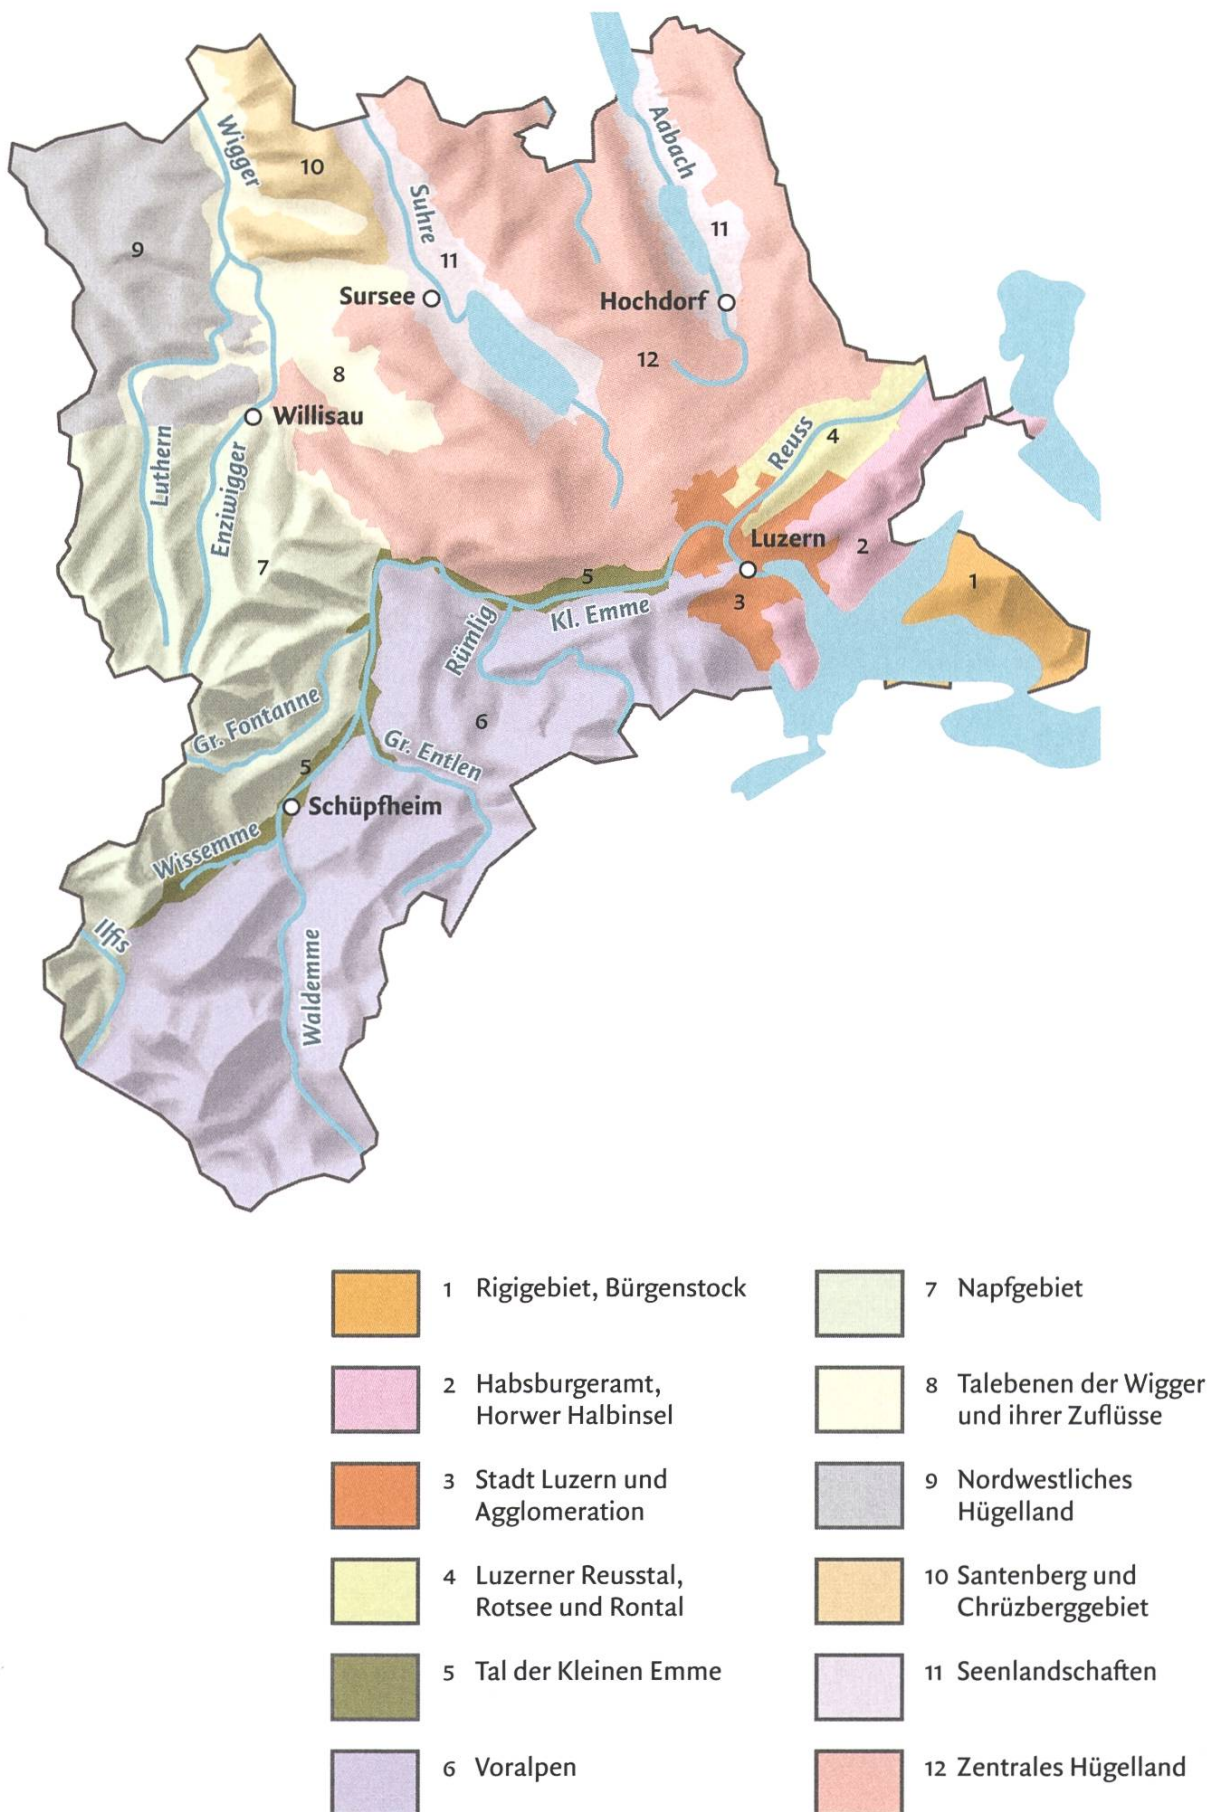 Wigger
Aabach
10
Suhre
9
11
11
Sursee
Hochdorf
12
8
Willisau
Reuss
4
Luthern
Enziwigger
Luzern
2
7
5
1
3
Kl. Emme
Rümlig
6
Gr. Fontanne
Gr. Entlen
5
Schüpfheim
Wissemme
Ilfis
Waldemme
1 Rigigebiet, Bürgenstock
2 Habsburgeramt,
Horwer Halbinsel
3 Stadt Luzern und
Agglomeration
4 Luzerner Reusstal,
Rotsee und Rontal
5 Tal der Kleinen Emme
6 Voralpen
7 Napfgebiet
8 Talebenen der Wigger
und ihrer Zuflüsse
9 Nordwestliches
Hügelland
10 Santenberg und
Chrüzberggebiet
11 Seenlandschaften
12 Zentrales Hügelland